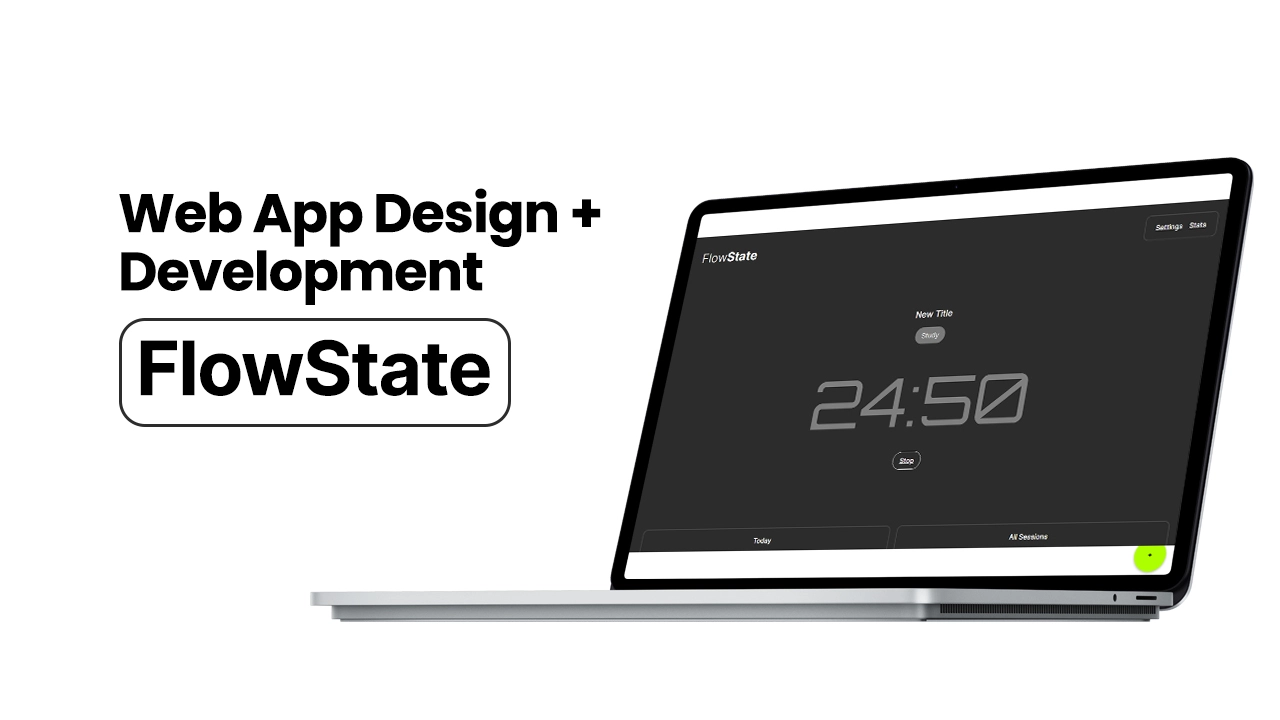 Web App Design +
Development
FlowState
Settings Stats
FlowState
New Title
Study
24:50
Stop
Today
All Sessions